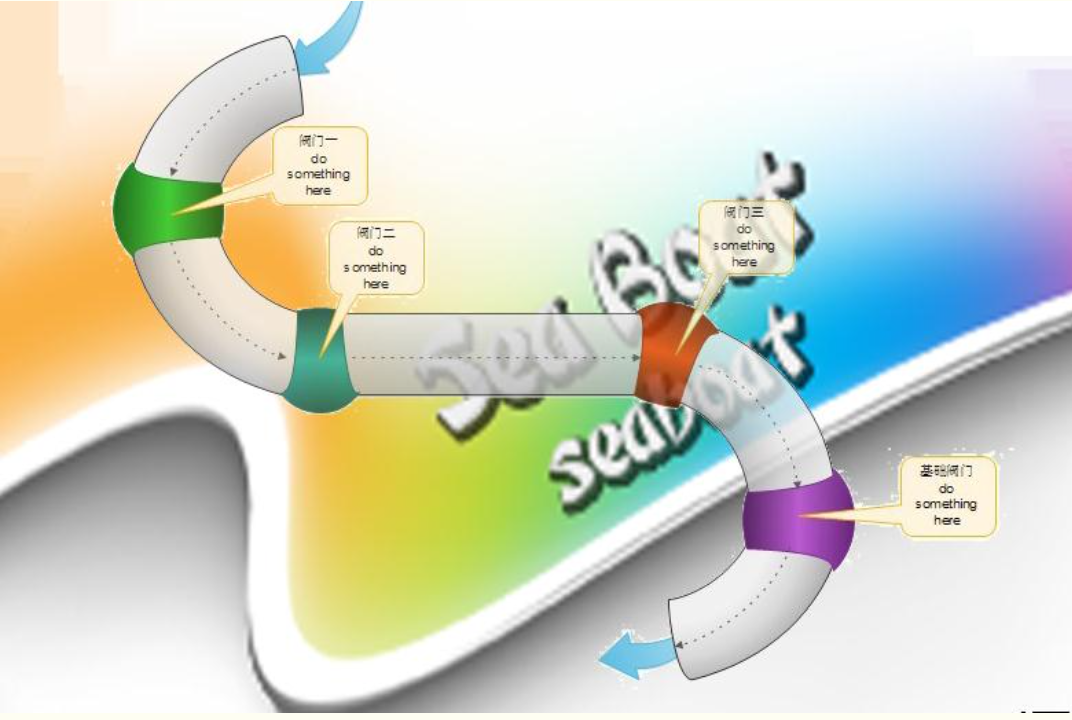 阀门一
do
something
here
阀门二
do
something
here
阀门三
do
something
here
Sea Boat
seaboat
基础阀门
do
something
here